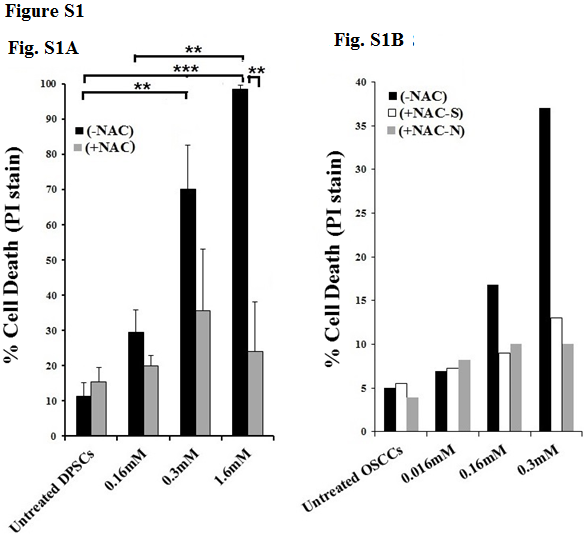 Figure S1
Fig. S1A
**
***
**
**
(-NAC)
(+NAC)
% Cell Death (PI stain)
100
90
80
70
60
50
40
30
20
10
0
Untreated DPSCs
0.16mM
0.3mM
1.6mM
Fig. S1B
(-NAC)
(+NAC-S)
(+NAC-N)
% Cell Death (PI stain)
40
35
30
25
20
15
10
5
0
Untreated OSCCs
0.016mM
0.16mM
0.3mM